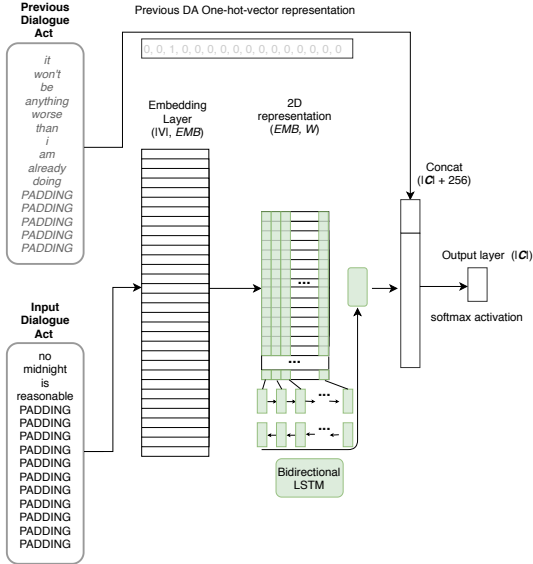 Previous
Dialogue
Act
Previous DA One-hot-vector representation
it
won't
be
anything
worse
than
i
am
already
doing
PADDING
PADDING
PADDING
PADDING
PADDING
0, 0, 1, 0, 0, 0, 0, 0, 0, 0, 0, 0, 0, 0, 0
Embedding
Layer
(|V|, EMB)
2D
representation
(EMB, W)
Concat
(|C| + 256)
Output layer (|C|)
softmax activation
...
...
...
...
Bidirectional
LSTM
Input
Dialogue
Act
no
midnight
is
reasonable
PADDING
PADDING
PADDING
PADDING
PADDING
PADDING
PADDING
PADDING
PADDING
PADDING
PADDING